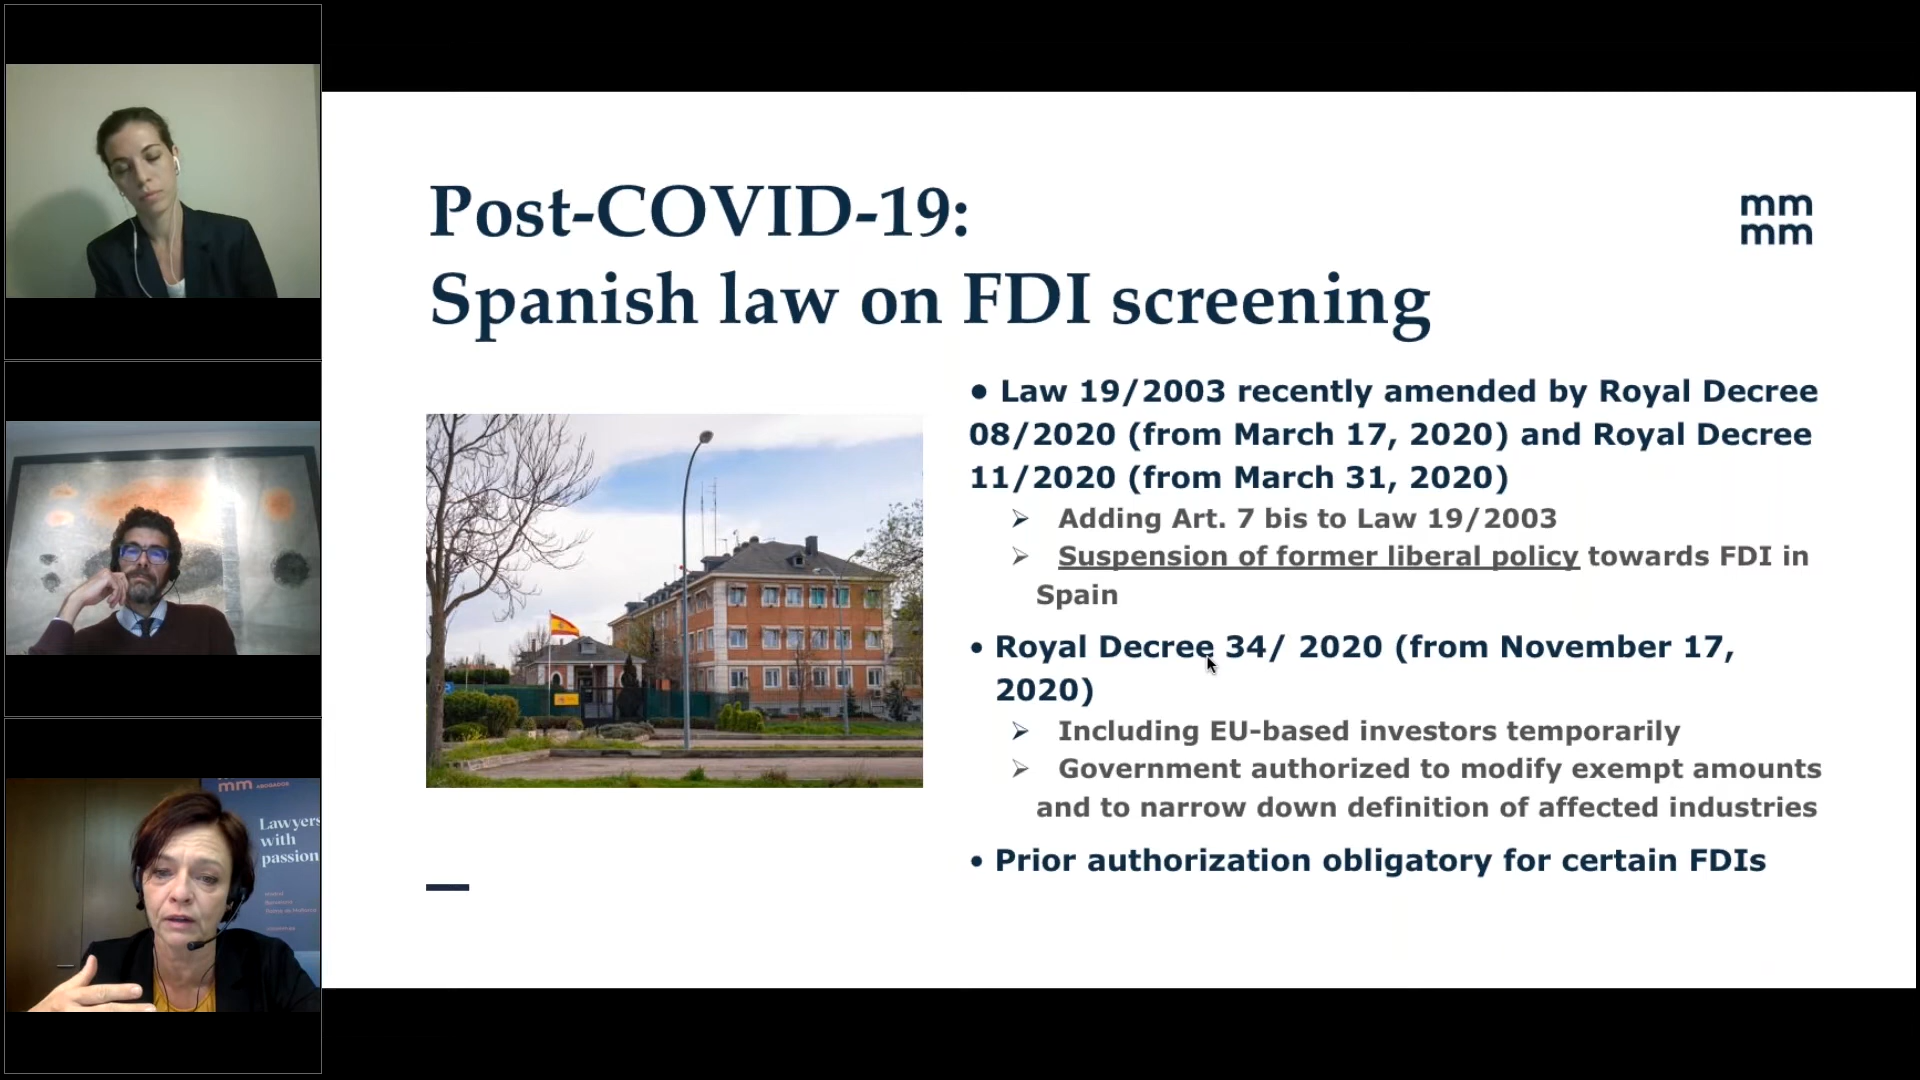 Post-COVID-19:
Spanish law on FDI screening
mm
mm
• Law 19/2003 recently amended by Royal Decree
08/2020 (from March 17, 2020) and Royal Decree
11/2020 (from March 31, 2020)
➢ Adding Art. 7 bis to Law 19/2003
➢ Suspension of former liberal policy towards FDI in
Spain
• Royal Decree 34/ 2020 (from November 17,
2020)
➢ Including EU-based investors temporarily
➢ Government authorized to modify exempt amounts
and to narrow down definition of affected industries
• Prior authorization obligatory for certain FDIs
mm ABOGADOS
Lawyers
with
passion